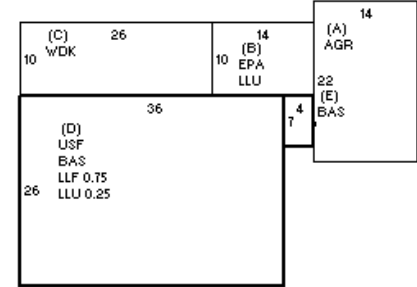 14
(A)
AGR
(C) 26
WDK
10
14
10 (B)
EPA
LLU
22
(E)
BAS
36
4
7
(D)
USF
BAS
LLF 0.75
26 LLU 0.25